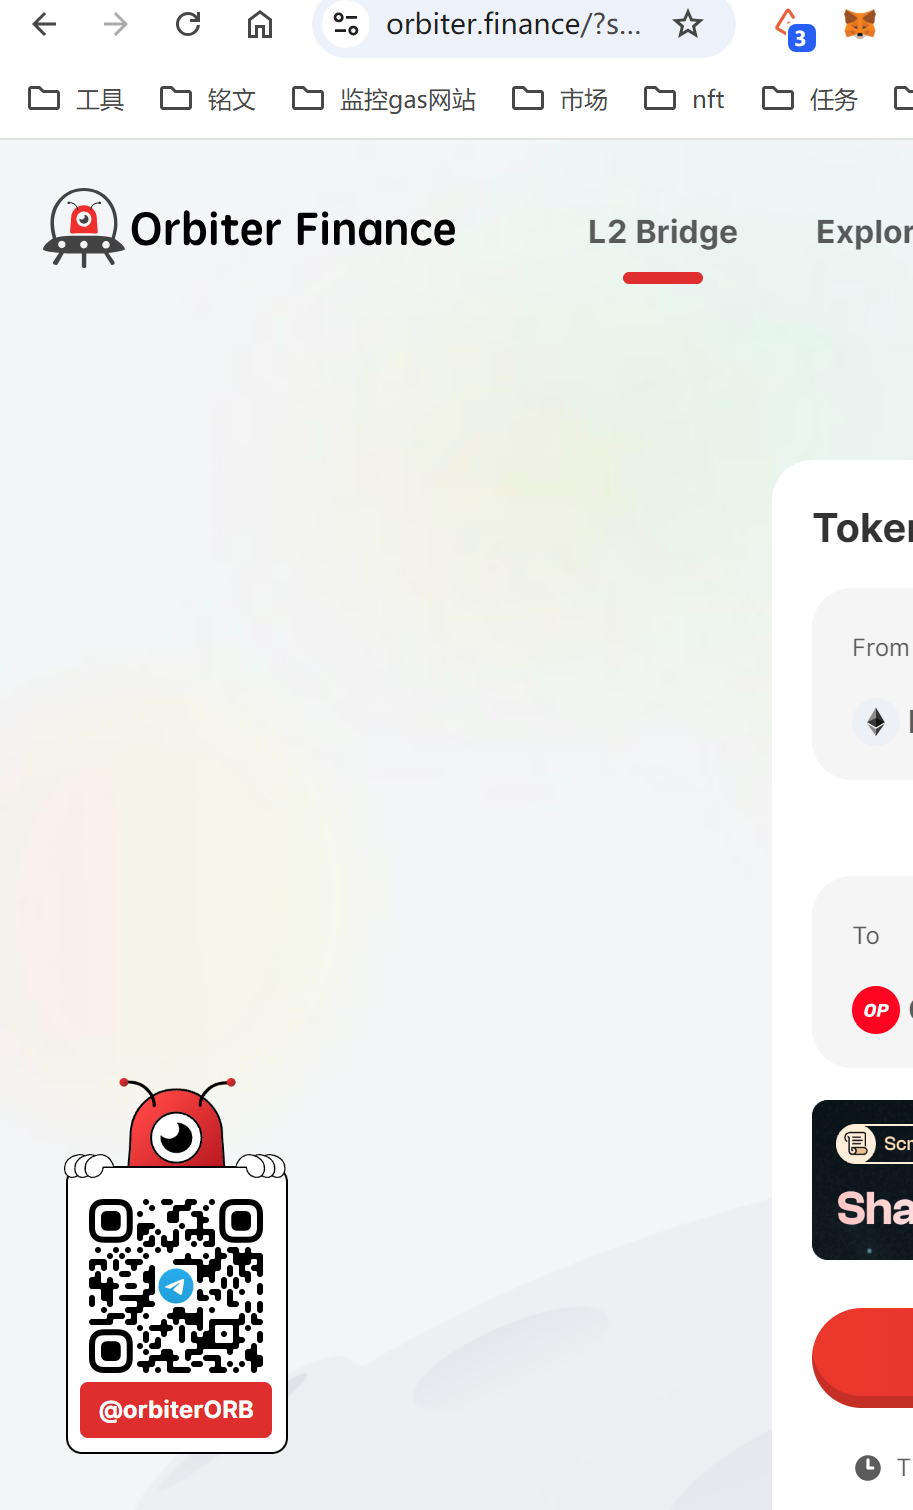 orbiter.finance/?s...
3
工具
铭文
监控gas网站
市场
nft
任务
Orbiter Finance
L2 Bridge
Explor
Token
From
To
OP
Scr
Sha
@orbiterORB
T